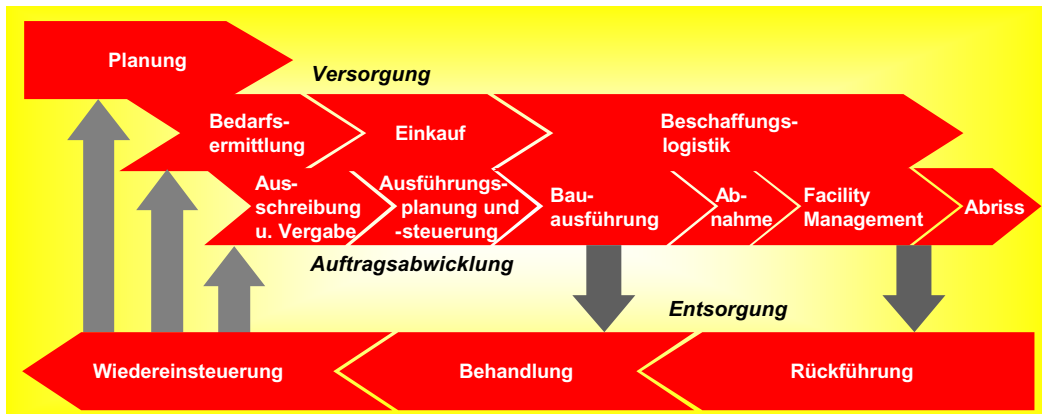 Planung
Versorgung
Bedarfs-
ermittlung
Einkauf
Beschaffungs-
logistik
Aus-
schreibung
u. Vergabe
Ausführungs-
planung und
-steuerung
Bau-
ausführung
Ab-
nahme
Facility
Management
Abriss
Auftragsabwicklung
Entsorgung
Wiedereinsteuerung
Behandlung
Rückführung